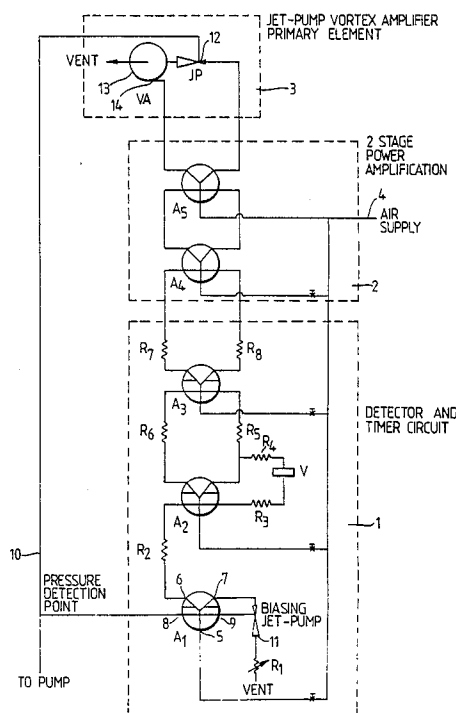 JET-PUMP VORTEX AMPLIFIER
PRIMARY ELEMENT
12
VENT
JP
13
14
VA
3
2 STAGE
POWER
AMPLIFICATION
4
A5
AIR
SUPPLY
A4
2
R7
R8
A3
DETECTOR AND
TIMER CIRCUIT
R6
R5
R4
V
A2
R3
1
10
R2
PRESSURE
DETECTION
POINT
6
7
BIASING
JET-PUMP
8
9
A1
5
11
R1
TO PUMP
VENT